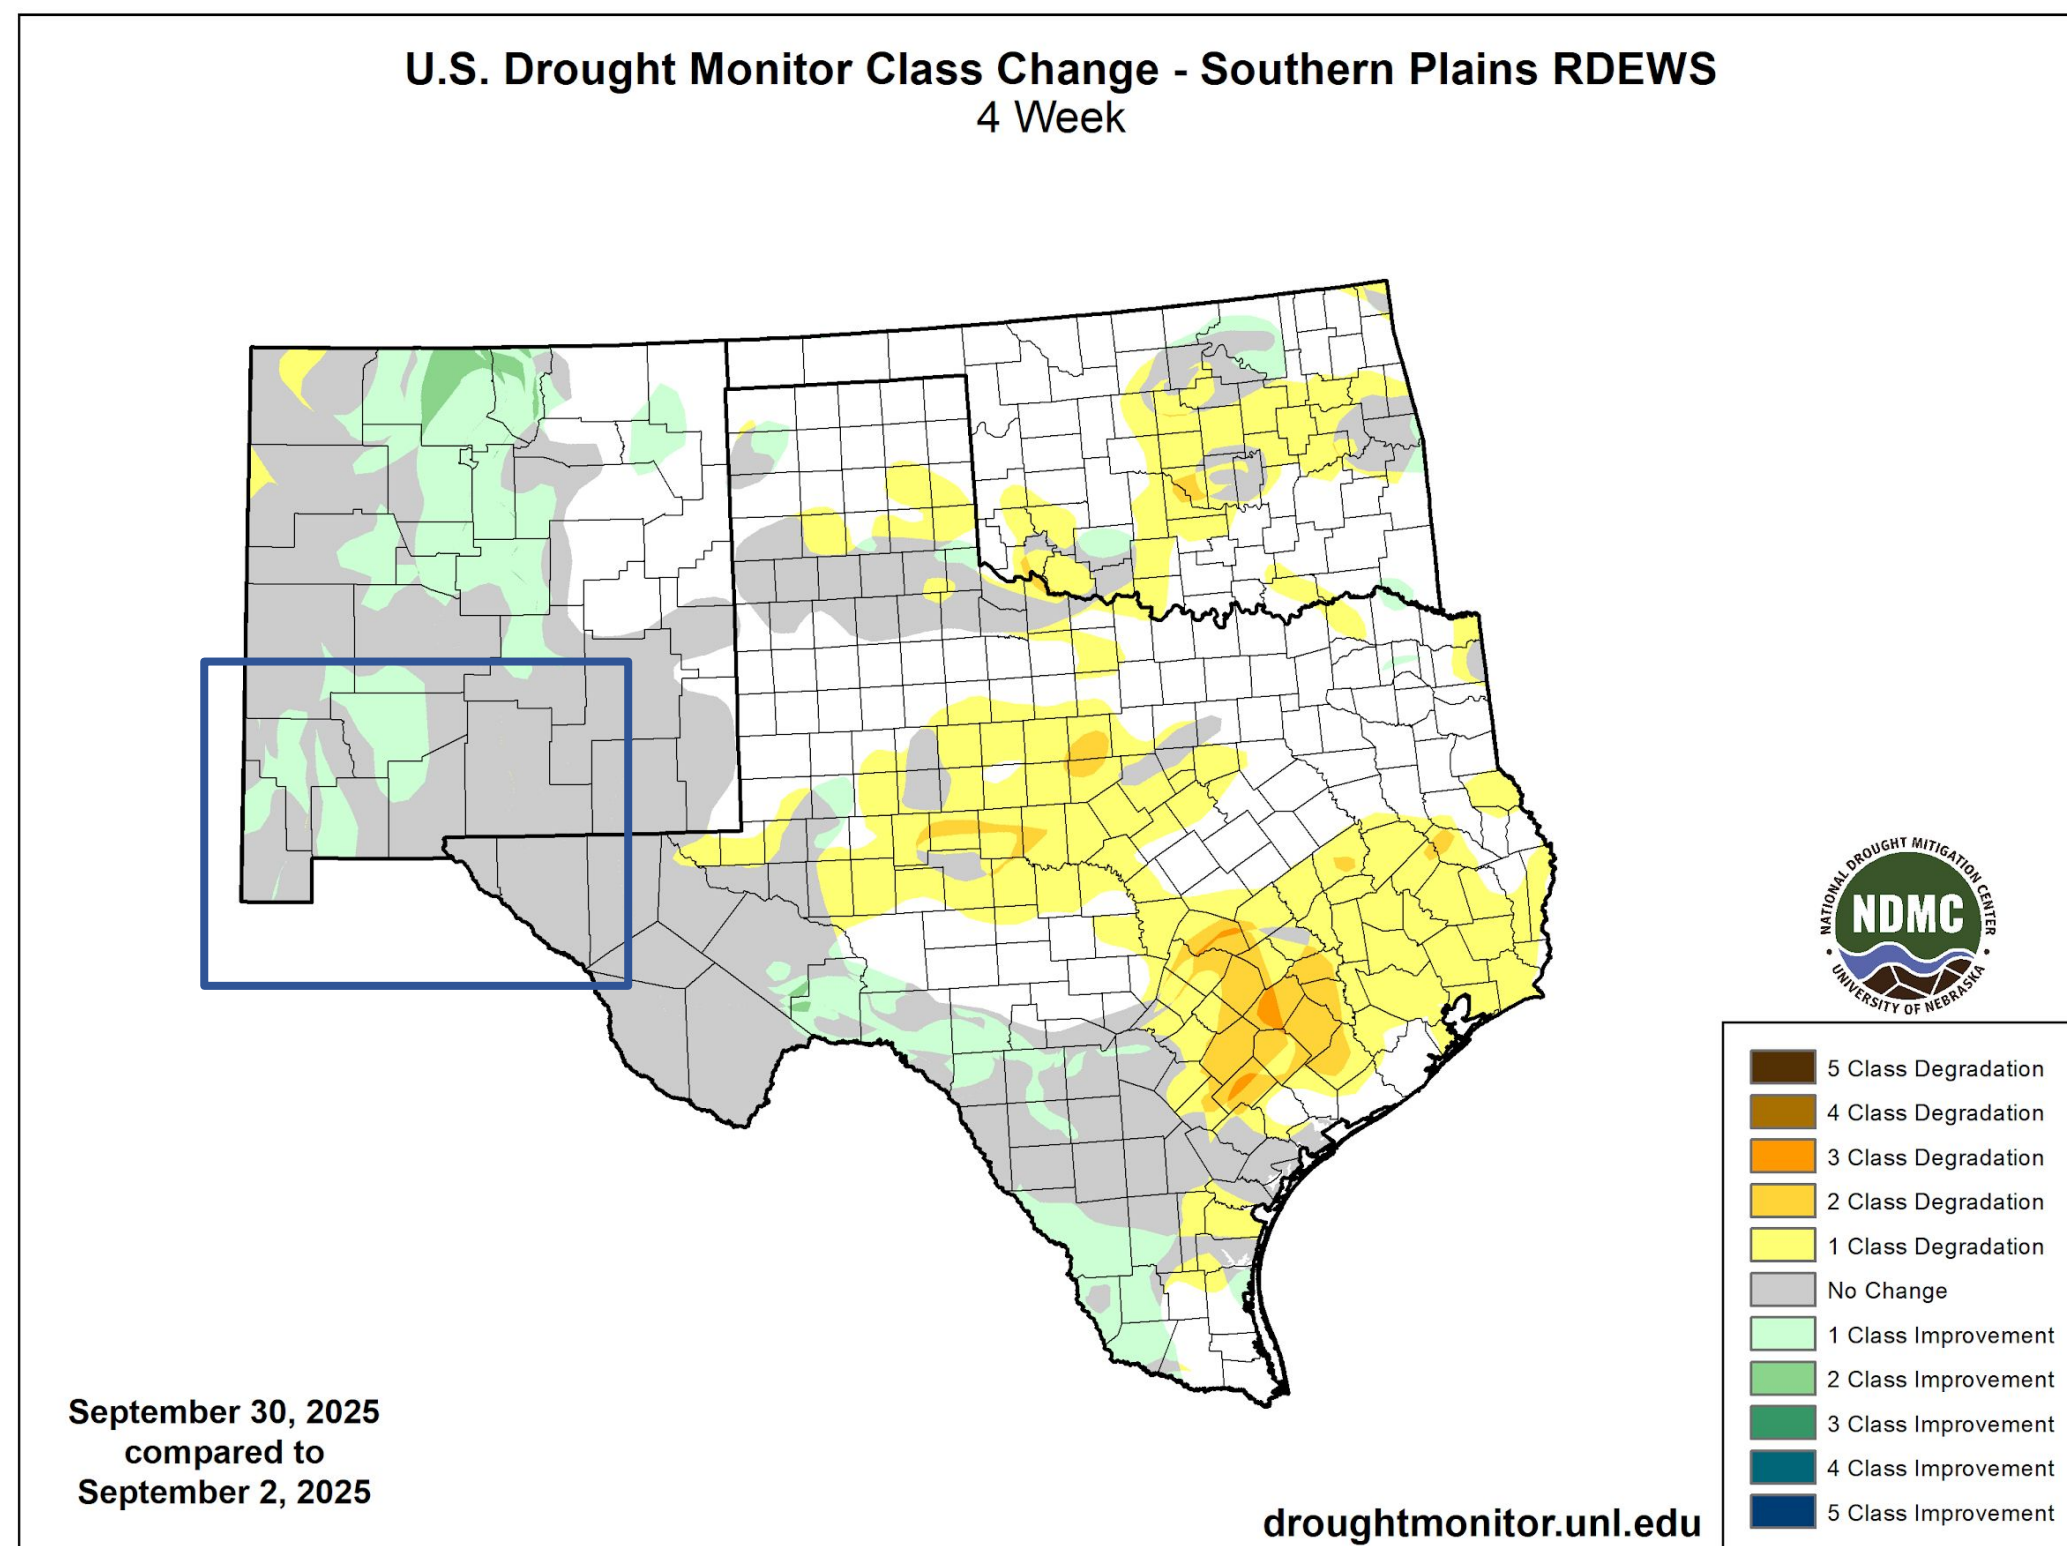 U.S. Drought Monitor Class Change - Southern Plains RDEWS
4 Week
NATIONAL DROUGHT MITIGATION CENTER
NDMC
UNIVERSITY OF NEBRASKA
5 Class Degradation
4 Class Degradation
3 Class Degradation
2 Class Degradation
1 Class Degradation
No Change
1 Class Improvement
2 Class Improvement
3 Class Improvement
4 Class Improvement
5 Class Improvement
September 30, 2025
compared to
September 2, 2025
droughtmonitor.unl.edu